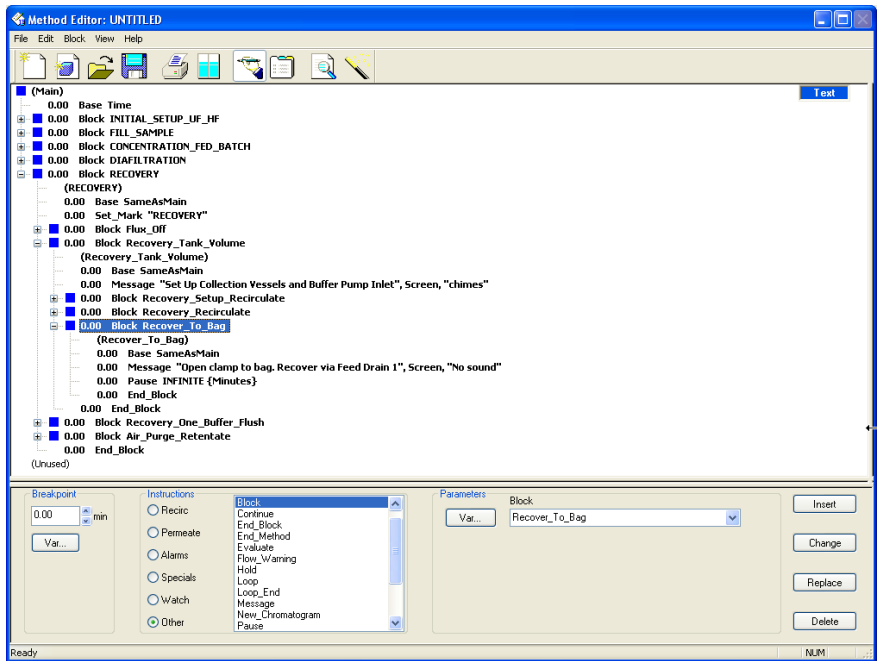 Method Editor: UNTITLED
File Edit Block View Help
(Main)
Text
0.00 Base Time
0.00 Block INITIAL_SETUP_UF_HF
0.00 Block FILL_SAMPLE
0.00 Block CONCENTRATION_FED_BATCH
0.00 Block DIAFILTRATION
0.00 Block RECOVERY
(RECOVERY)
0.00 Base SameAsMain
0.00 Set_Mark "RECOVERY"
0.00 Block Flux_Off
0.00 Block Recovery_Tank_Volume
(Recovery_Tank_Volume)
0.00 Base SameAsMain
0.00 Message "Set Up Collection Vessels and Buffer Pump Inlet", Screen, "chimes"
0.00 Block Recovery_Setup_Recirculate
0.00 Block Recovery_Recirculate
0.00 Block Recover_To_Bag
(Recover_To_Bag)
0.00 Base SameAsMain
0.00 Message "Open clamp to bag. Recover via Feed Drain 1", Screen, "No sound"
0.00 Pause INFINITE {Minutes}
0.00 End_Block
0.00 End_Block
0.00 Block Recovery_One_Buffer_Flush
0.00 Block Air_Purge_Retentate
0.00 End_Block
(Unused)
Breakpoint
0.00 min
Var...
Instructions
Recirc
Permeate
Alarms
Specials
Watch
Other
Block
Continue
End_Block
End_Method
Evaluate
Flow_Warning
Hold
Loop
Loop_End
Message
New_Chromatogram
Pause
Parameters
Var...
Block
Recover_To_Bag
Insert
Change
Replace
Delete
Ready
NUM